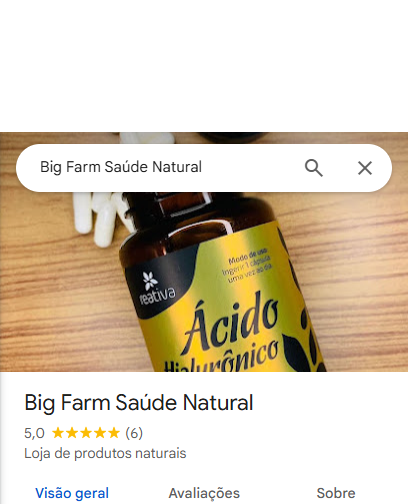 Big Farm Saúde Natural
Modo de uso
Ingerir 1 cápsula
uma vez ao dia
reativa
Ácido
Hialurônico
Big Farm Saúde Natural
5,0 (6)
Loja de produtos naturais
Visão geral Avaliações Sobre